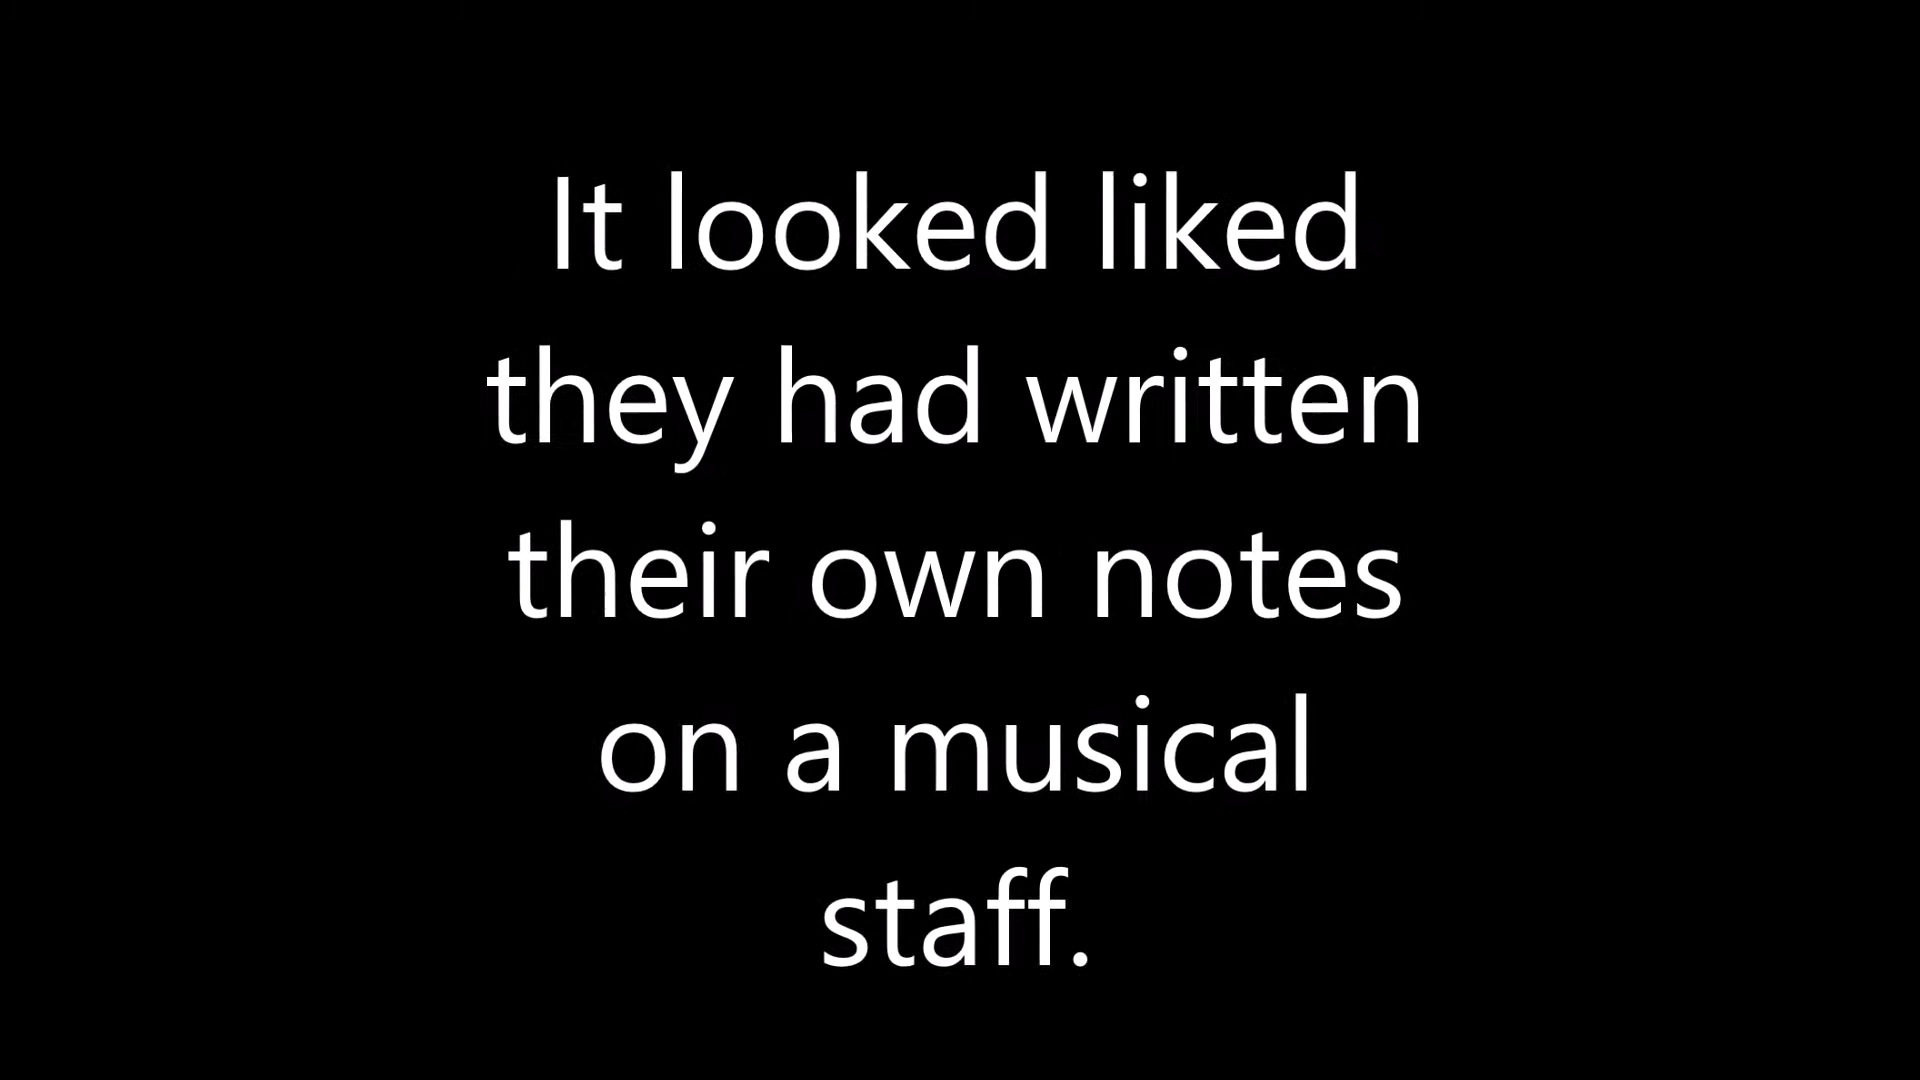 It looked liked
they had written
their own notes
on a musical
staff.